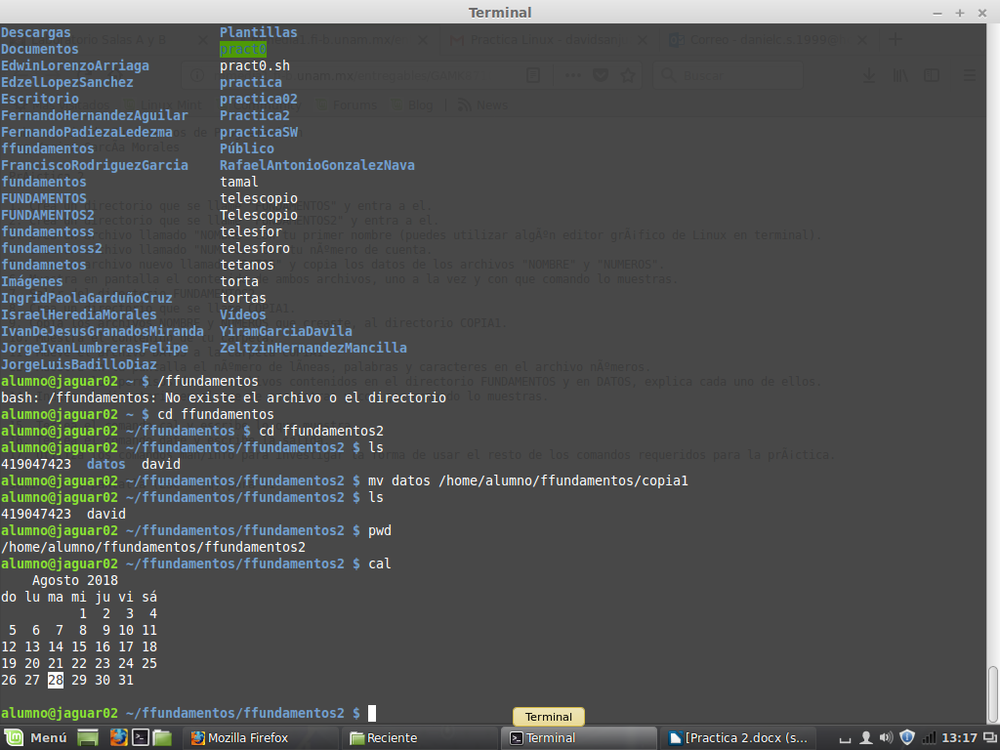 Terminal
Descargas Plantillas
Documentos pract0
EdwinLorenzoArriaga pract0.sh
EdzelLopezSanchez practica
Escritorio practica02
FernandoHernandezAguilar Practica2
FernandoPadiezaLedezma practicaSW
ffundamentos Público
FranciscoRodriguezGarcia RafaelAntonioGonzalezNava
fundamentos tamal
FUNDAMENTOS telescopio
FUNDAMENTOS2 Telescopio
fundamentoss telesfor
fundamentoss2 telesforo
fundamnetos tetanos
Imágenes torta
IngridPaolaGarduñoCruz tortas
IsraelHerediaMorales Vídeos
IvanDeJesusGranadosMiranda YiramGarciaDavila
JorgeIvanLumbrerasFelipe ZeltzinHernandezMancilla
JorgeLuisBadilloDiaz
alumno@jaguar02 ~ $ /ffundamentos
bash: /ffundamentos: No existe el archivo o el directorio
alumno@jaguar02 ~ $ cd ffundamentos
alumno@jaguar02 ~/ffundamentos $ cd ffundamentos2
alumno@jaguar02 ~/ffundamentos/ffundamentos2 $ ls
419047423 datos david
alumno@jaguar02 ~/ffundamentos/ffundamentos2 $ mv datos /home/alumno/ffundamentos/copia1
alumno@jaguar02 ~/ffundamentos/ffundamentos2 $ ls
419047423 david
alumno@jaguar02 ~/ffundamentos/ffundamentos2 $ pwd
/home/alumno/ffundamentos/ffundamentos2
alumno@jaguar02 ~/ffundamentos/ffundamentos2 $ cal
Agosto 2018
do lu ma mi ju vi sá
1 2 3 4
5 6 7 8 9 10 11
12 13 14 15 16 17 18
19 20 21 22 23 24 25
26 27 28 29 30 31
alumno@jaguar02 ~/ffundamentos/ffundamentos2 $
Terminal
Menú Mozilla Firefox Reciente Terminal [Practica 2.docx (s... 13:17